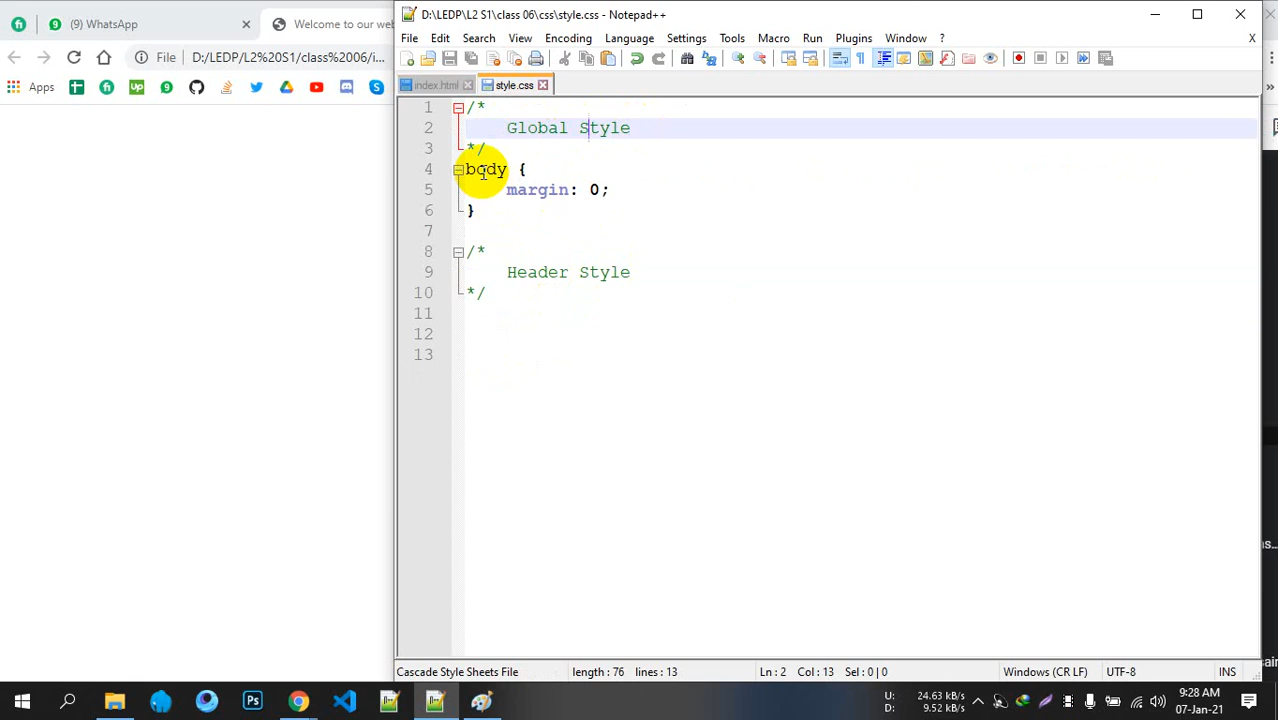 (9) WhatsApp
Welcome to our we
File D:/LEDP/L2%20S1/class%2006/i...
Apps
D:\LEDP\L2 S1\class 06\css\style.css - Notepad++
File Edit Search View Encoding Language Settings Tools Macro Run Plugins Window ? X
index.html style.css
1 /*
2 Global Style
3 */
4 body {
5 margin: 0;
6 }
7
8 /*
9 Header Style
10 */
11
12
13
Cascade Style Sheets File length : 76 lines : 13 Ln : 2 Col : 13 Sel : 0 | 0 Windows (CR LF) UTF-8 INS
U: 24.63 kB/s
D: 9.52 kB/s
9:28 AM
07-Jan-21